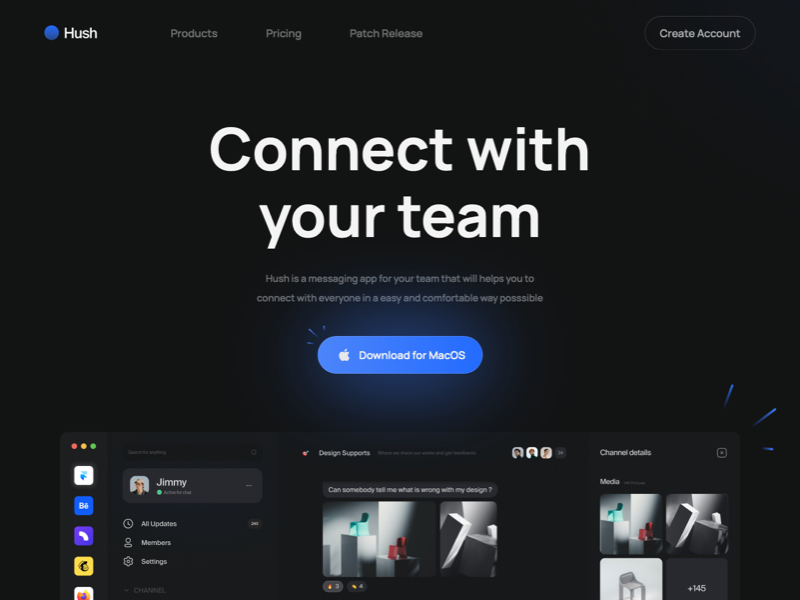 Hush
Products
Pricing
Patch Release
Create Account
Connect with
your team
Hush is a messaging app for your team that will helps you to
connect with everyone in a easy and comfortable way posssible
Download for MacOS
Search for anything
Design Supports
Channel details
Jimmy
Active for chat
Media
Can somebody tell me what is wrong with my design ?
All Updates
Members
Settings
CHANNEL
Bē
3
4
+145